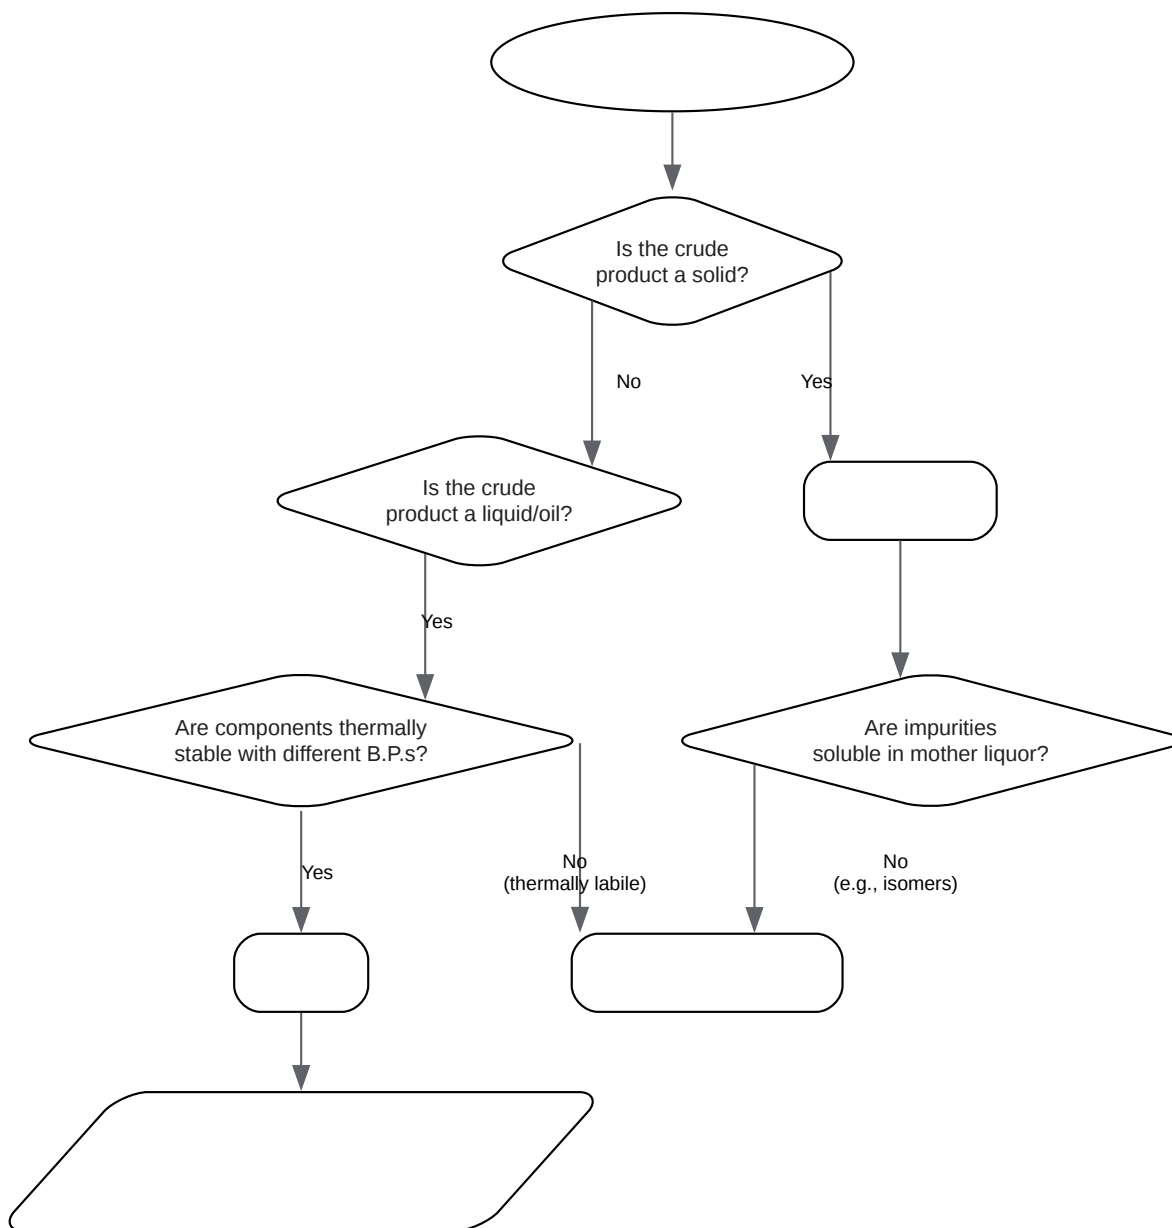 Is the crude
product a solid?
No
Yes
Is the crude
product a liquid/oil?
Yes
Are components thermally
stable with different B.P.s?
Are impurities
soluble in mother liquor?
Yes
No
(thermally labile)
No
(e.g., isomers)